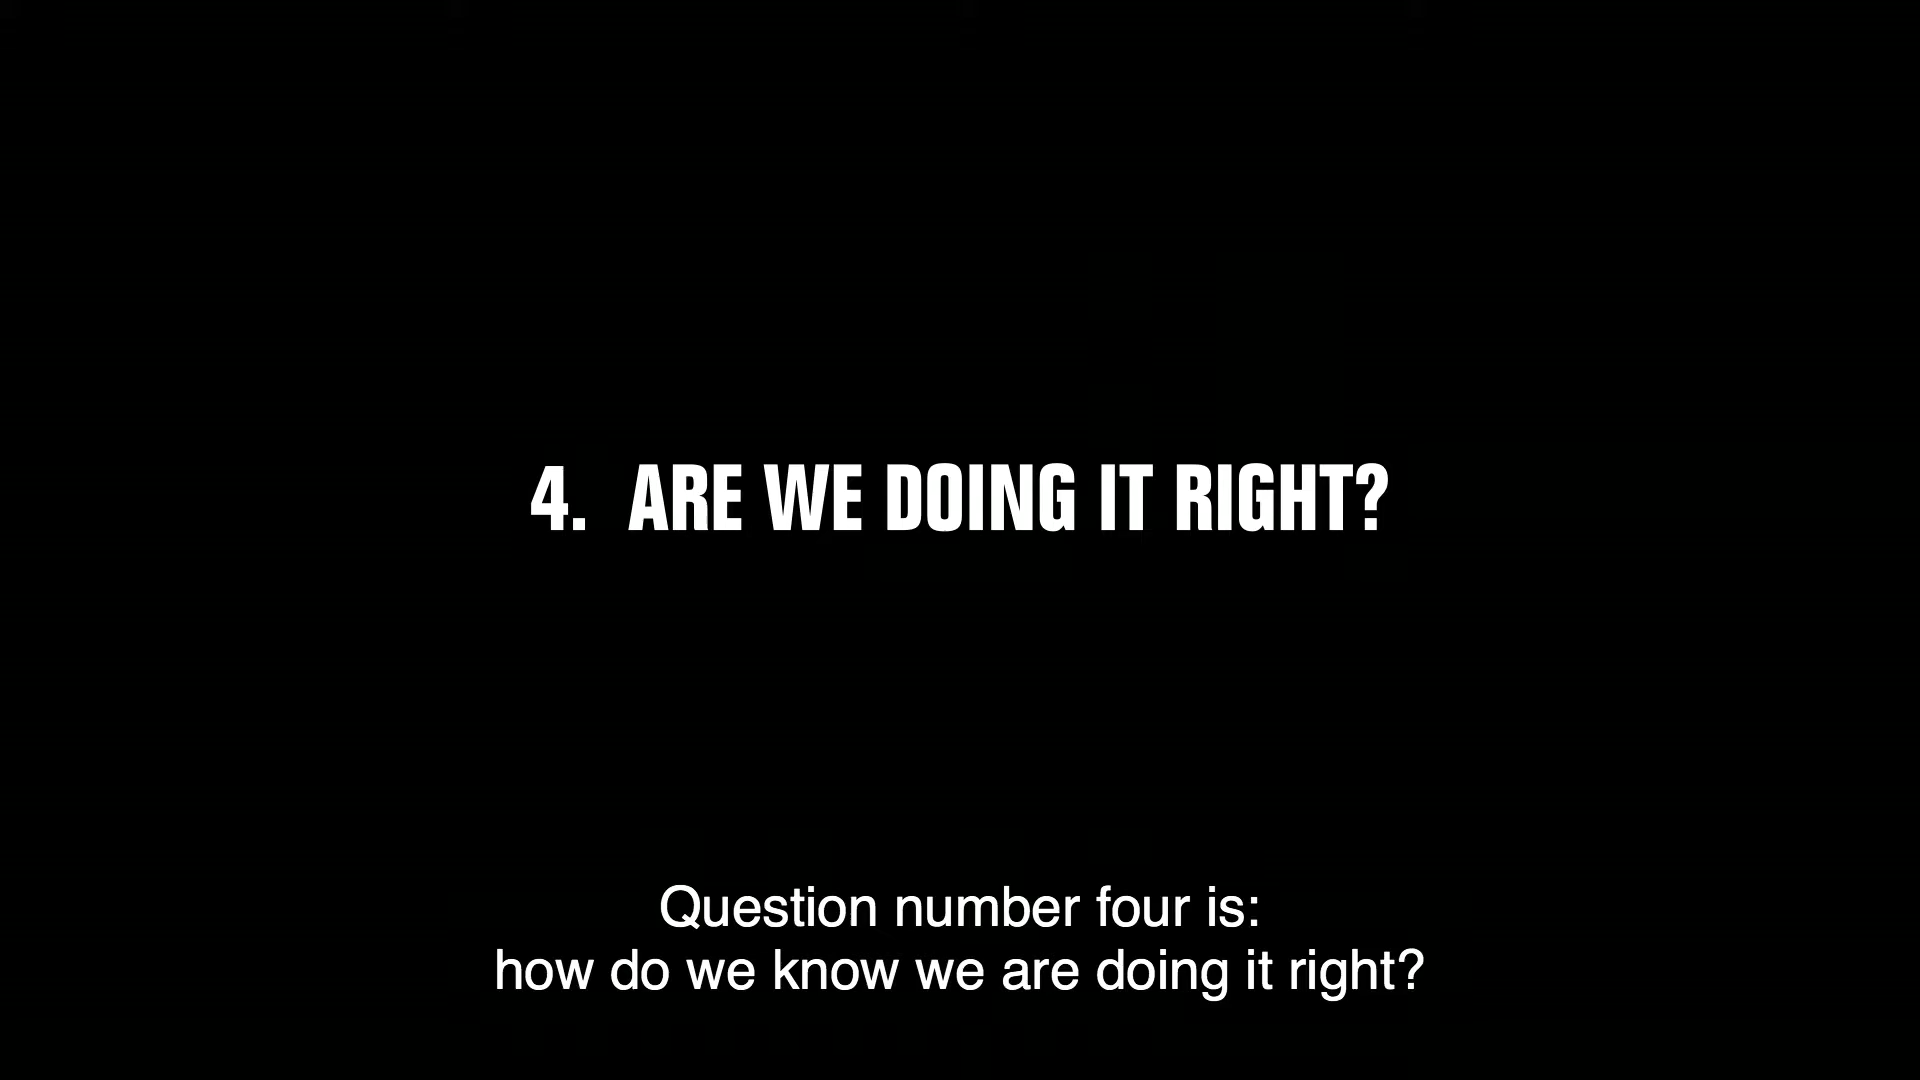 4. ARE WE DOING IT RIGHT?
Question number four is:
how do we know we are doing it right?